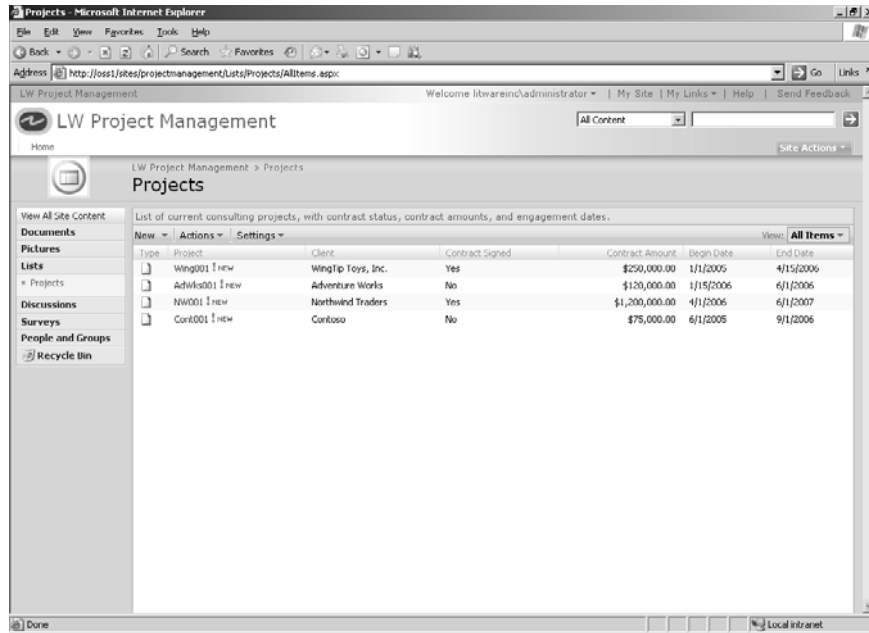 Projects - Microsoft Internet Explorer
File Edit View Favorites Tools Help
Back Search Favorites
Address http://oss1/sites/projectmanagement/Lists/Projects/AllItems.aspx Go Links
LW Project Management Welcome litwareinc\administrator | My Site | My Links | Help | Send Feedback
LW Project Management All Content
Home Site Actions
LW Project Management > Projects
Projects
View All Site Content
Documents
Pictures
Lists
Projects
Discussions
Surveys
People and Groups
Recycle Bin
List of current consulting projects, with contract status, contract amounts, and engagement dates.
New Actions Settings View: All Items
Type Project Client Contract Signed Contract Amount Begin Date End Date
Wing001 ! NEW WingTip Toys, Inc. Yes $250,000.00 1/1/2005 4/15/2006
AdWks001 ! NEW Adventure Works No $120,000.00 1/15/2006 6/1/2006
NW001 ! NEW Northwind Traders Yes $1,200,000.00 4/1/2006 6/1/2007
Cont001 ! NEW Contoso No $75,000.00 6/1/2005 9/1/2006
Done Local intranet